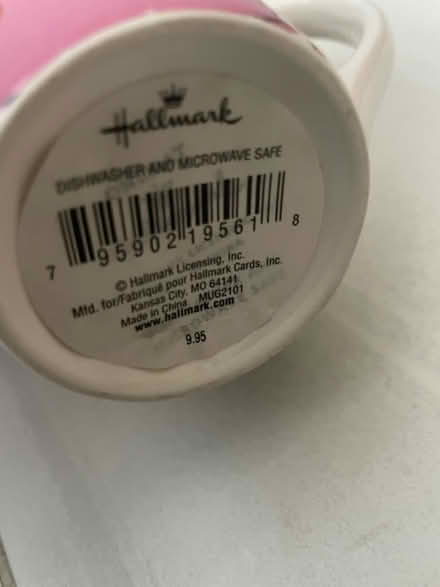 Hallmark
DISHWASHER AND MICROWAVE SAFE
7 95902 19561 8
© Hallmark Licensing, Inc.
Mfd. for/Fabriqué pour Hallmark Cards, Inc.
Kansas City, MO 64141
Made in China MUG2101
www.hallmark.com
9.95